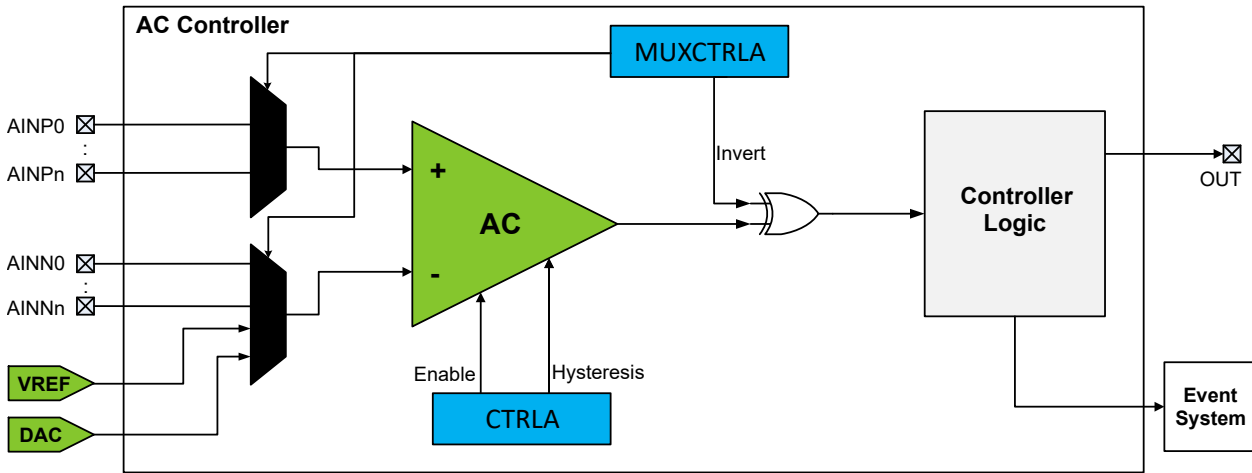 AC Controller
MUXCTRLA
AINP0
:
AINPn
Invert
+
AC
-
Controller
Logic
OUT
AINN0
:
AINNn
VREF
DAC
Enable
Hysteresis
CTRLA
Event
System